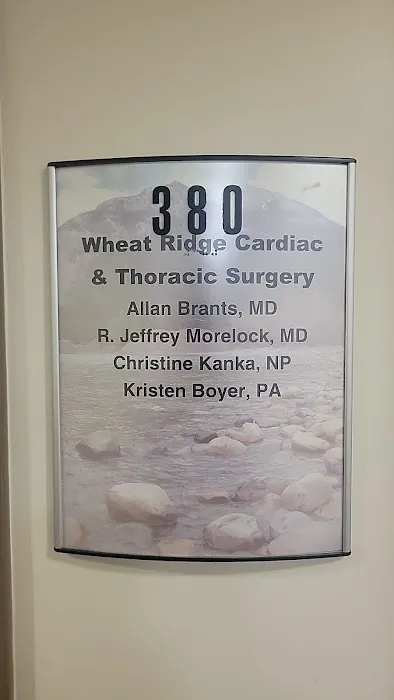 380
Wheat Ridge Cardiac
& Thoracic Surgery
Allan Brants, MD
R. Jeffrey Morelock, MD
Christine Kanka, NP
Kristen Boyer, PA